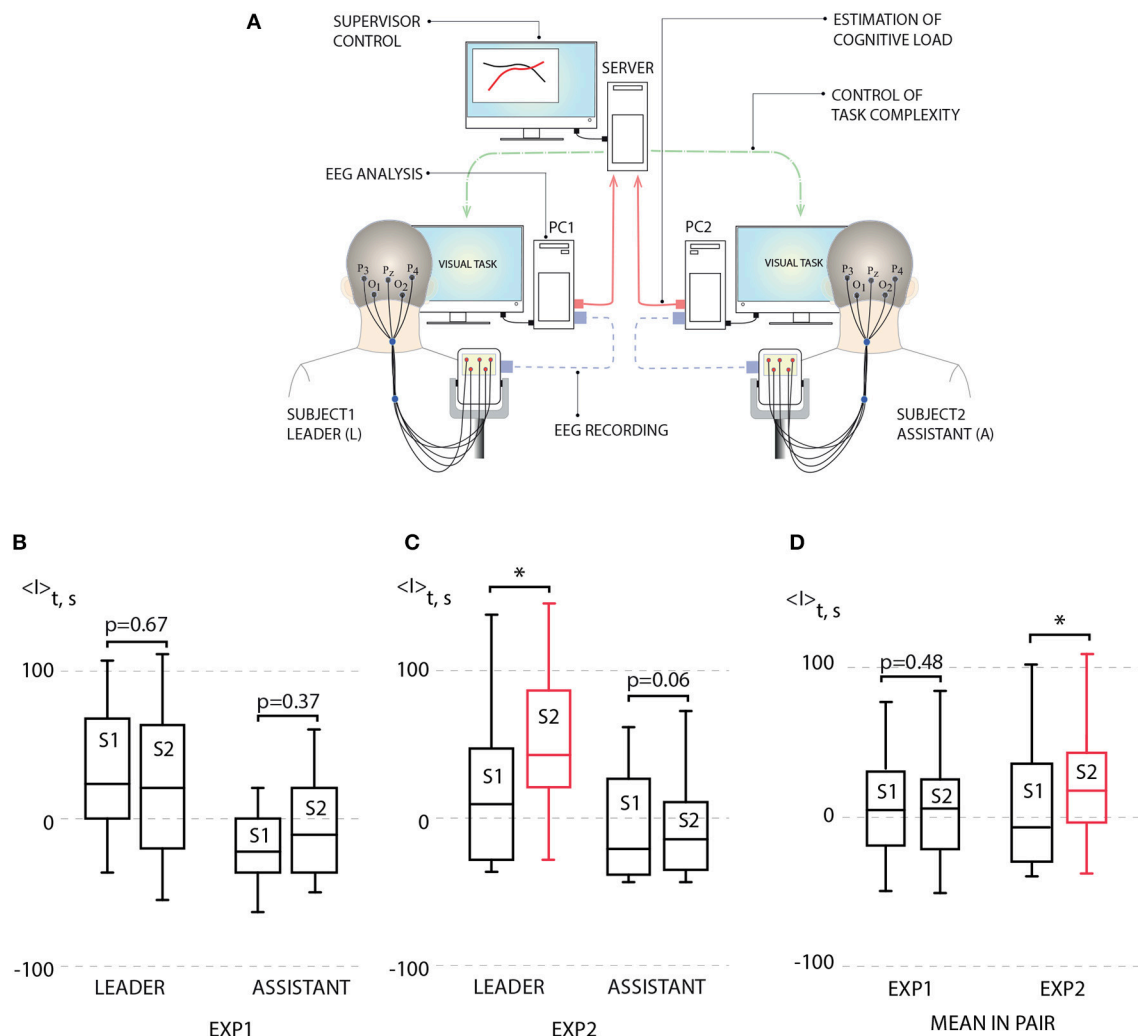 A
SUPERVISOR
CONTROL
ESTIMATION OF
COGNITIVE LOAD
SERVER
CONTROL OF
TASK COMPLEXITY
EEG ANALYSIS
PC1
PC2
VISUAL TASK
VISUAL TASK
P3 Pz P4
O1 O2
P3 Pz P4
O1 O2
SUBJECT1
LEADER (L)
EEG RECORDING
SUBJECT2
ASSISTANT (A)
B
<I>t, s
p=0.67
100
p=0.37
S1
S2
S1
S2
0
-100
LEADER
ASSISTANT
EXP1
C
<I>t, s
*
100
p=0.06
S1
S2
S1
S2
0
-100
LEADER
ASSISTANT
EXP2
D
<I>t, s
*
100
p=0.48
S1
S2
S1
S2
0
-100
EXP1
EXP2
MEAN IN PAIR